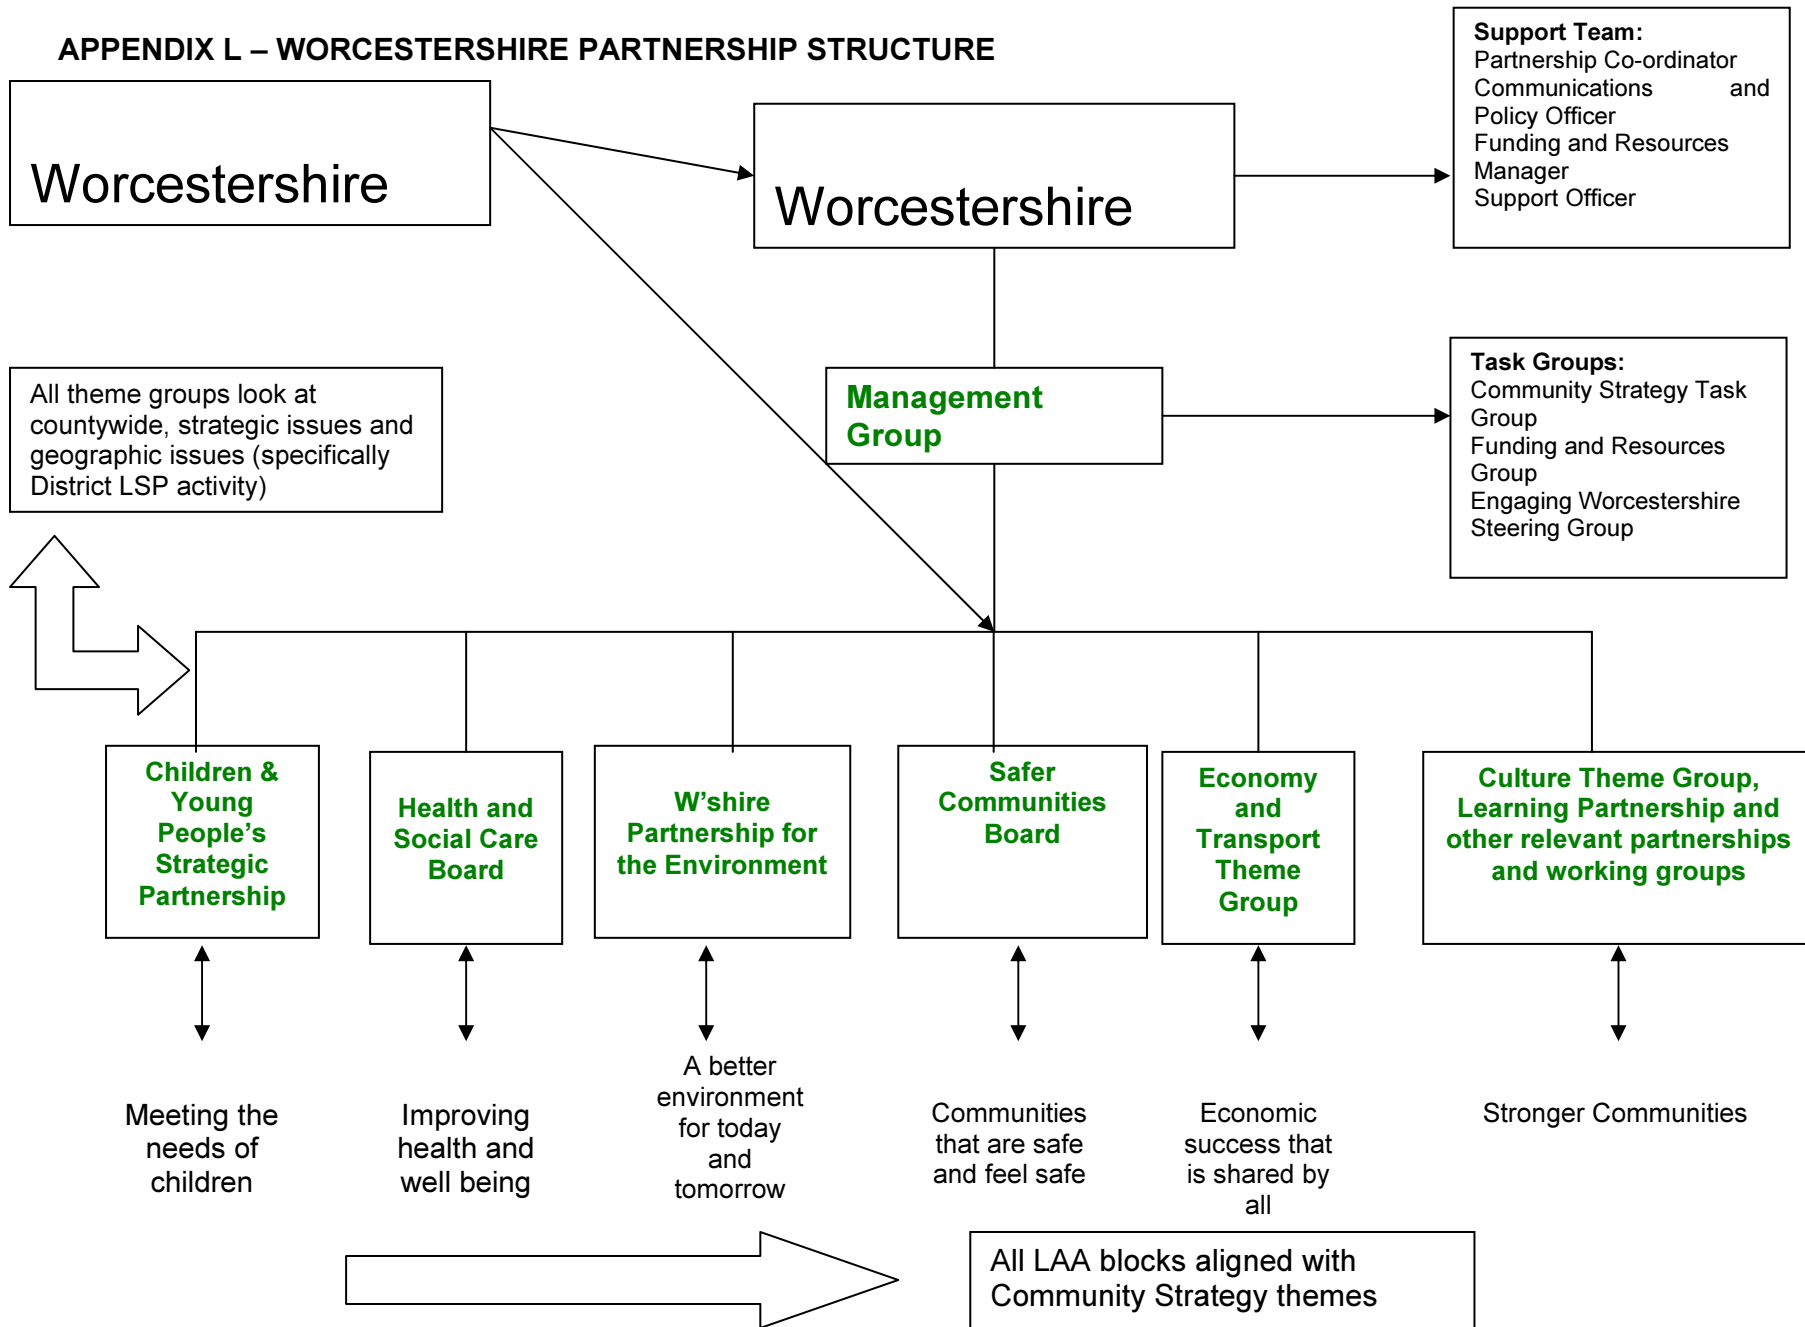 APPENDIX L – WORCESTERSHIRE PARTNERSHIP STRUCTURE
Support Team:
Partnership Co-ordinator
Communications and
Policy Officer
Funding and Resources
Manager
Support Officer
Worcestershire
Worcestershire
All theme groups look at
countywide, strategic issues and
geographic issues (specifically
District LSP activity)
Management
Group
Task Groups:
Community Strategy Task
Group
Funding and Resources
Group
Engaging Worcestershire
Steering Group
Children &
Young
People’s
Strategic
Partnership
Health and
Social Care
Board
W’shire
Partnership for
the Environment
Safer
Communities
Board
Economy
and
Transport
Theme
Group
Culture Theme Group,
Learning Partnership and
other relevant partnerships
and working groups
Meeting the
needs of
children
Improving
health and
well being
A better
environment
for today
and
tomorrow
Communities
that are safe
and feel safe
Economic
success that
is shared by
all
Stronger Communities
All LAA blocks aligned with
Community Strategy themes